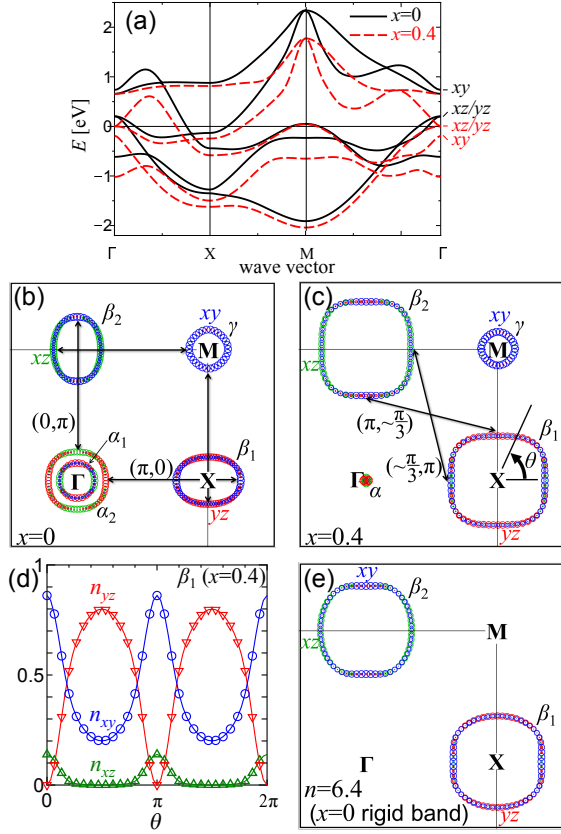 (a)
x=0
x=0.4
E [eV]
2
1
0
−1
−2
xy
xz/yz
xz/yz
xy
Γ
X
M
Γ
wave vector
(b)
β2
xy
γ
xz
M
(0,π)
α1
(π,0)
β1
Γ
X
α2
yz
x=0
(c)
β2
xy
γ
xz
M
(π,~π/3)
β1
(~π/3,π)
θ
Γ
α
X
yz
x=0.4
(d)
β1 (x=0.4)
1
nyz
0.5
nxy
nxz
0
0
π
2π
θ
(e)
xy
β2
xz
M
β1
Γ
X
n=6.4
(x=0 rigid band)
yz